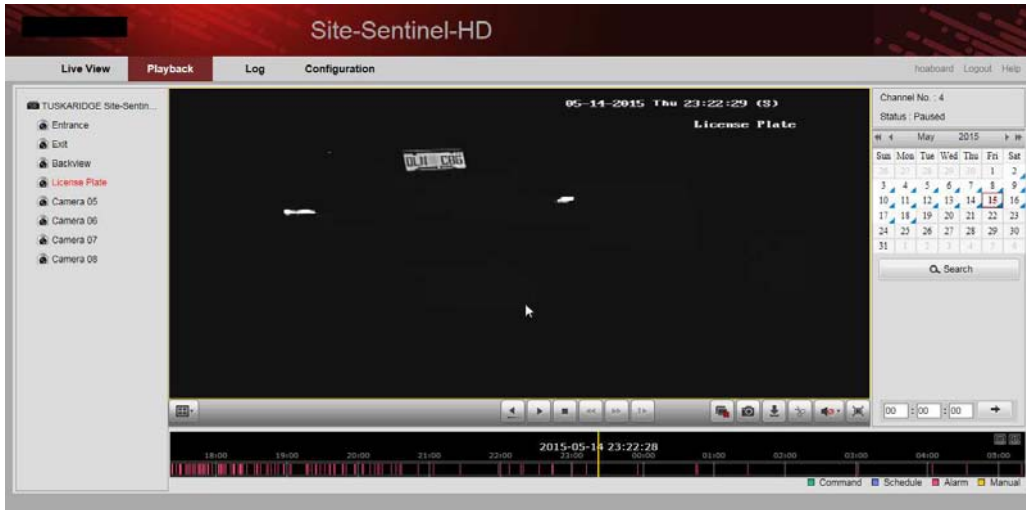 Site-Sentinel-HD
Live View Playback Log Configuration hoaboard Logout Help
TUSKARIDGE Site-Sentin...
Entrance
Exit
Backview
License Plate
Camera 05
Camera 06
Camera 07
Camera 08
05-14-2015 Thu 23:22:29 (S)
License Plate
Channel No. : 4
Status : Paused
May 2015
Sun Mon Tue Wed Thu Fri Sat
26 27 28 29 30 1 2
3 4 5 6 7 8 9
10 11 12 13 14 15 16
17 18 19 20 21 22 23
24 25 26 27 28 29 30
31 1 2 3 4 5 6
Search
00 : 00 : 00
2015-05-14 23:22:28
18:00 19:00 20:00 21:00 22:00 23:00 00:00 01:00 02:00 03:00 04:00 05:00
Command Schedule Alarm Manual